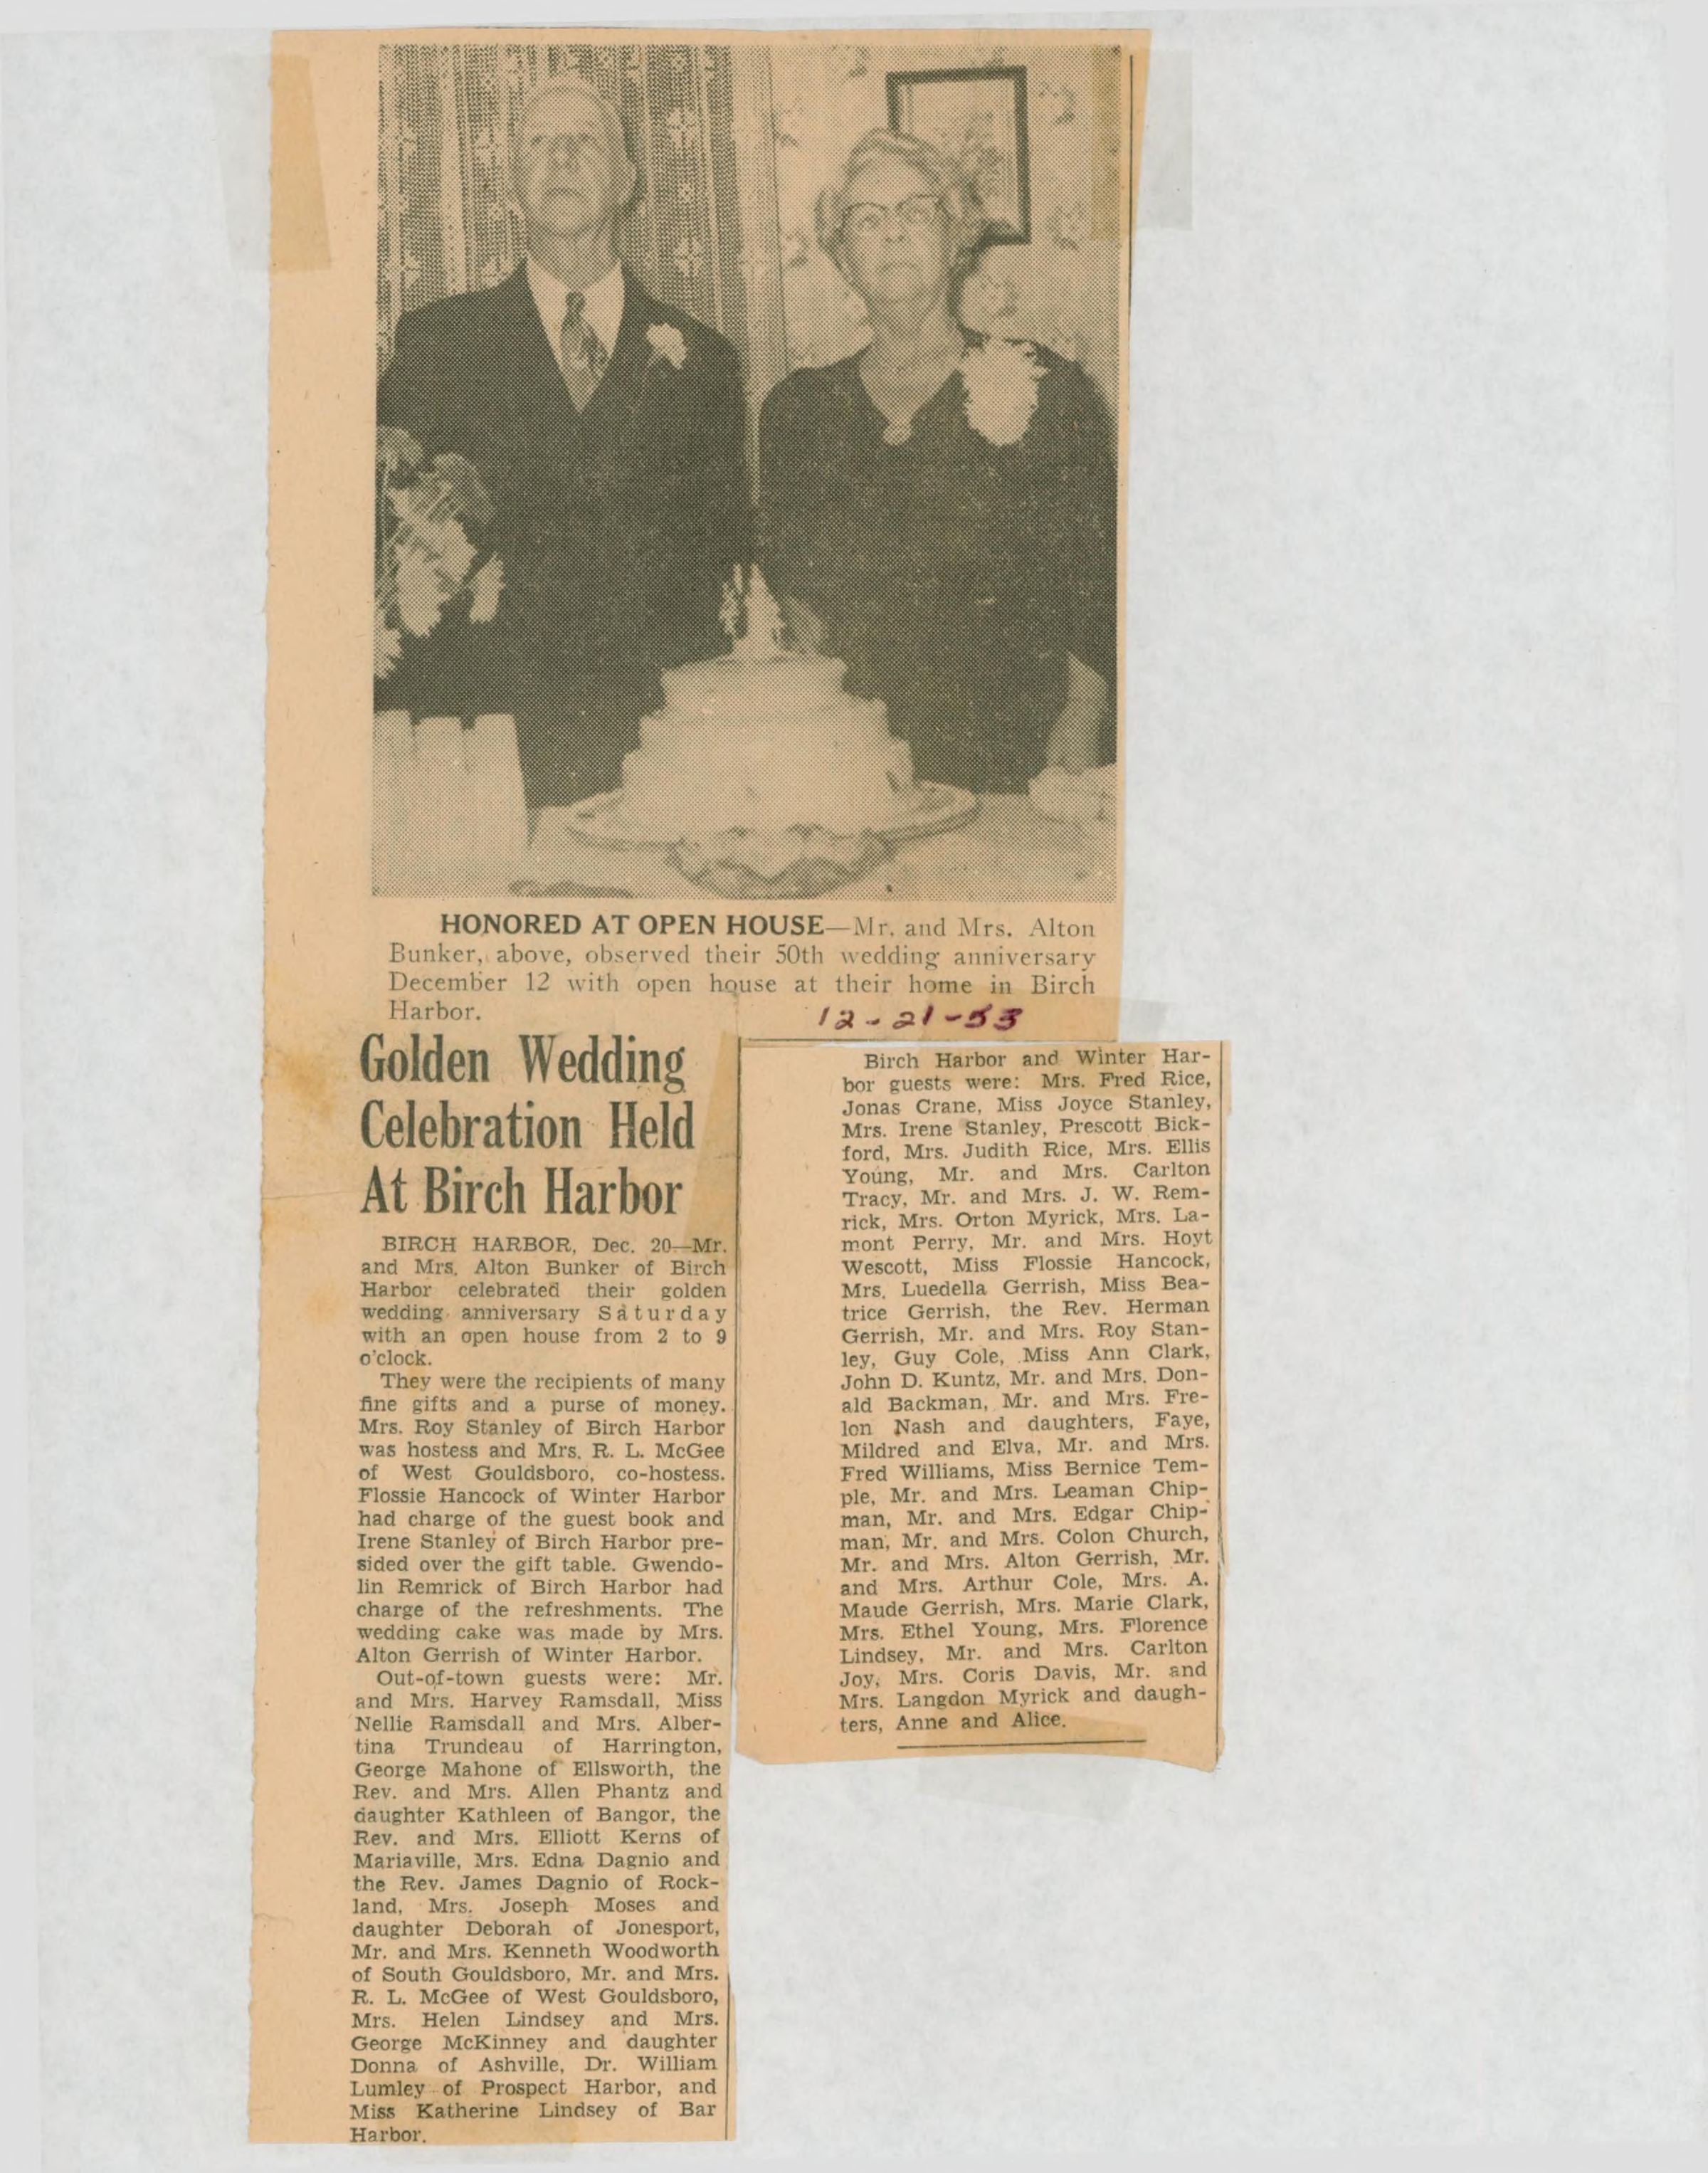 HONORED AT OPEN HOUSE—Mr. and Mrs. Alton
Bunker, above, observed their 50th wedding anniversary
December 12 with open house at their home in Birch
Harbor.
12-21-53
Golden Wedding
Celebration Held
At Birch Harbor
BIRCH HARBOR, Dec. 20—Mr.
and Mrs. Alton Bunker of Birch
Harbor celebrated their golden
wedding anniversary Saturday
with an open house from 2 to 9
o'clock.
They were the recipients of many
fine gifts and a purse of money.
Mrs. Roy Stanley of Birch Harbor
was hostess and Mrs. R. L. McGee
of West Gouldsboro, co-hostess.
Flossie Hancock of Winter Harbor
had charge of the guest book and
Irene Stanley of Birch Harbor pre-
sided over the gift table. Gwendo-
lin Remrick of Birch Harbor had
charge of the refreshments. The
wedding cake was made by Mrs.
Alton Gerrish of Winter Harbor.
Out-of-town guests were: Mr.
and Mrs. Harvey Ramsdall, Miss
Nellie Ramsdall and Mrs. Alber-
tina Trundeau of Harrington,
George Mahone of Ellsworth, the
Rev. and Mrs. Allen Phantz and
daughter Kathleen of Bangor, the
Rev. and Mrs. Elliott Kerns of
Mariaville, Mrs. Edna Dagnio and
the Rev. James Dagnio of Rock-
land, Mrs. Joseph Moses and
daughter Deborah of Jonesport,
Mr. and Mrs. Kenneth Woodworth
of South Gouldsboro, Mr. and Mrs.
R. L. McGee of West Gouldsboro,
Mrs. Helen Lindsey and Mrs.
George McKinney and daughter
Donna of Ashville, Dr. William
Lumley of Prospect Harbor, and
Miss Katherine Lindsey of Bar
Harbor.
Birch Harbor and Winter Har-
bor guests were: Mrs. Fred Rice,
Jonas Crane, Miss Joyce Stanley,
Mrs. Irene Stanley, Prescott Bick-
ford, Mrs. Judith Rice, Mrs. Ellis
Young, Mr. and Mrs. Carlton
Tracy, Mr. and Mrs. J. W. Rem-
rick, Mrs. Orton Myrick, Mrs. La-
mont Perry, Mr. and Mrs. Hoyt
Wescott, Miss Flossie Hancock,
Mrs. Luedella Gerrish, Miss Bea-
trice Gerrish, the Rev. Herman
Gerrish, Mr. and Mrs. Roy Stan-
ley, Guy Cole, Miss Ann Clark,
John D. Kuntz, Mr. and Mrs. Don-
ald Backman, Mr. and Mrs. Fre-
lon Nash and daughters, Faye,
Mildred and Elva, Mr. and Mrs.
Fred Williams, Miss Bernice Tem-
ple, Mr. and Mrs. Leaman Chip-
man, Mr. and Mrs. Edgar Chip-
man, Mr. and Mrs. Colon Church,
Mr. and Mrs. Alton Gerrish, Mr.
and Mrs. Arthur Cole, Mrs. A.
Maude Gerrish, Mrs. Marie Clark,
Mrs. Ethel Young, Mrs. Florence
Lindsey, Mr. and Mrs. Carlton
Joy, Mrs. Coris Davis, Mr. and
Mrs. Langdon Myrick and daugh-
ters, Anne and Alice.